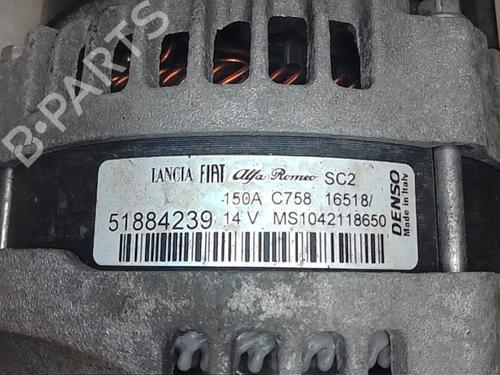 B-PARTS
LANCIA FIAT Alfa Romeo SC2
150A C758 16518/
51884239 14 V MS1042118650
DENSO
Made in Italy